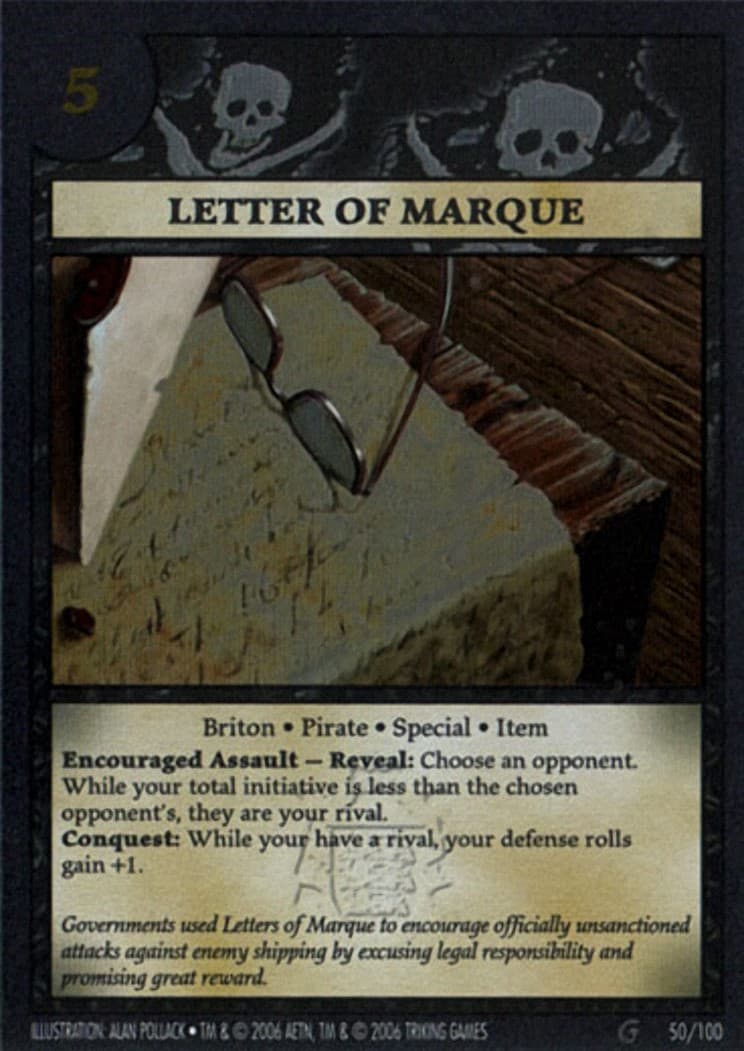 5
LETTER OF MARQUE
Briton • Pirate • Special • Item
Encouraged Assault — Reveal: Choose an opponent.
While your total initiative is less than the chosen
opponent's, they are your rival.
Conquest: While your have a rival, your defense rolls
gain +1.
Governments used Letters of Marque to encourage officially unsanctioned
attacks against enemy shipping by excusing legal responsibility and
promising great reward.
ILLUSTRATION: ALAN POLLACK • TM & © 2006 AETN, TM & © 2006 TRIKING GAMES G 50/100